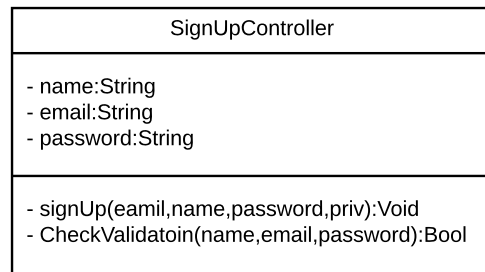 SignUpController
- name:String
- email:String
- password:String
- signUp(eamil,name,password,priv):Void
- CheckValidatoin(name,email,password):Bool